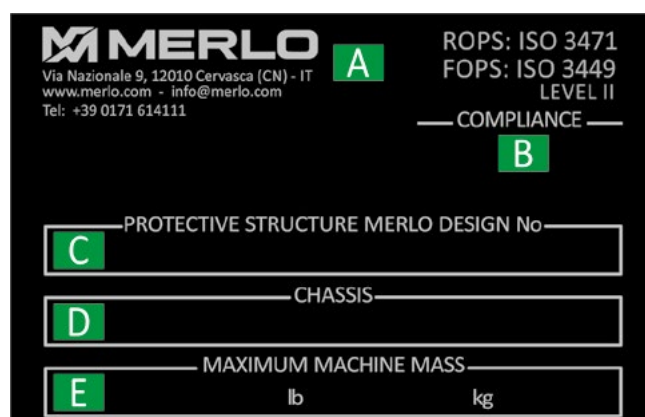 MERLO
Via Nazionale 9, 12010 Cervasca (CN) - IT
www.merlo.com - info@merlo.com
Tel: +39 0171 614111
A
ROPS: ISO 3471
FOPS: ISO 3449
LEVEL II
COMPLIANCE
B
PROTECTIVE STRUCTURE MERLO DESIGN No
C
CHASSIS
D
MAXIMUM MACHINE MASS
E lb kg